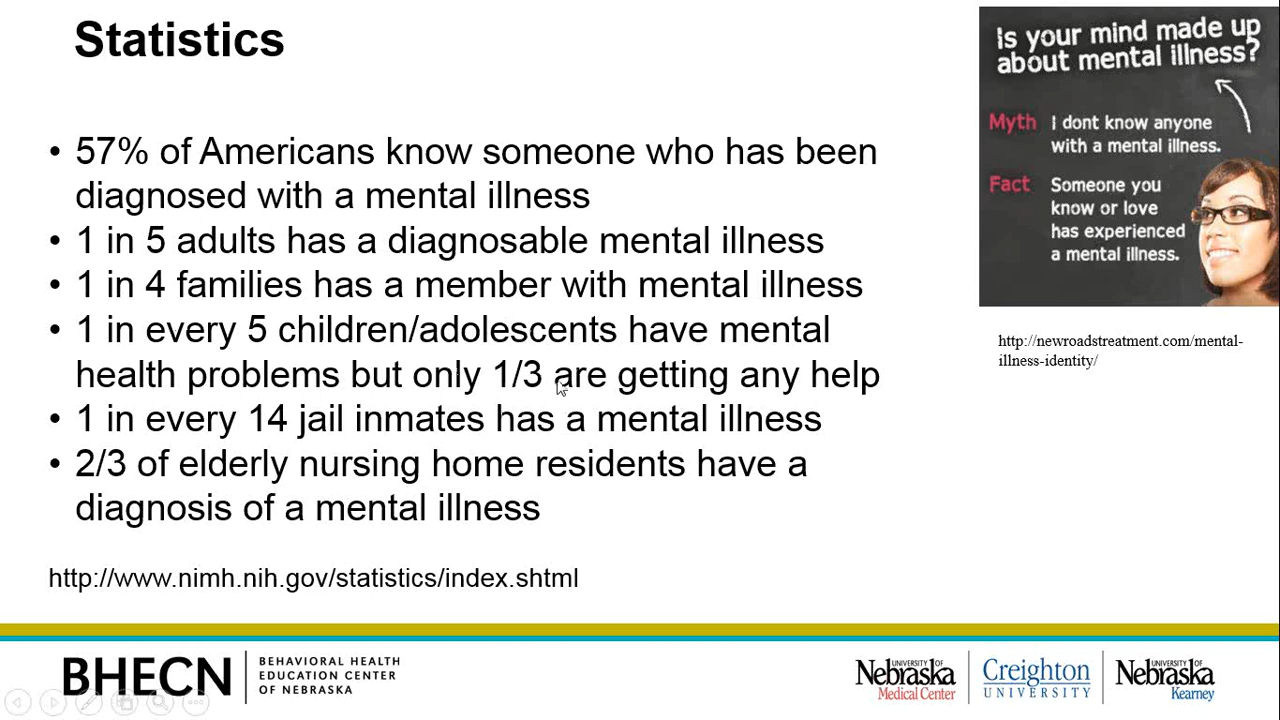 Statistics
• 57% of Americans know someone who has been
diagnosed with a mental illness
• 1 in 5 adults has a diagnosable mental illness
• 1 in 4 families has a member with mental illness
• 1 in every 5 children/adolescents have mental
health problems but only 1/3 are getting any help
• 1 in every 14 jail inmates has a mental illness
• 2/3 of elderly nursing home residents have a
diagnosis of a mental illness
http://www.nimh.nih.gov/statistics/index.shtml
Is your mind made up
about mental illness?
Myth I dont know anyone
with a mental illness.
Fact Someone you
know or love
has experienced
a mental illness.
http://newroadstreatment.com/mental-
illness-identity/
BHECN
BEHAVIORAL HEALTH
EDUCATION CENTER
OF NEBRASKA
UNIVERSITY OF
Nebraska
Medical Center
Creighton
UNIVERSITY
UNIVERSITY OF
Nebraska
Kearney